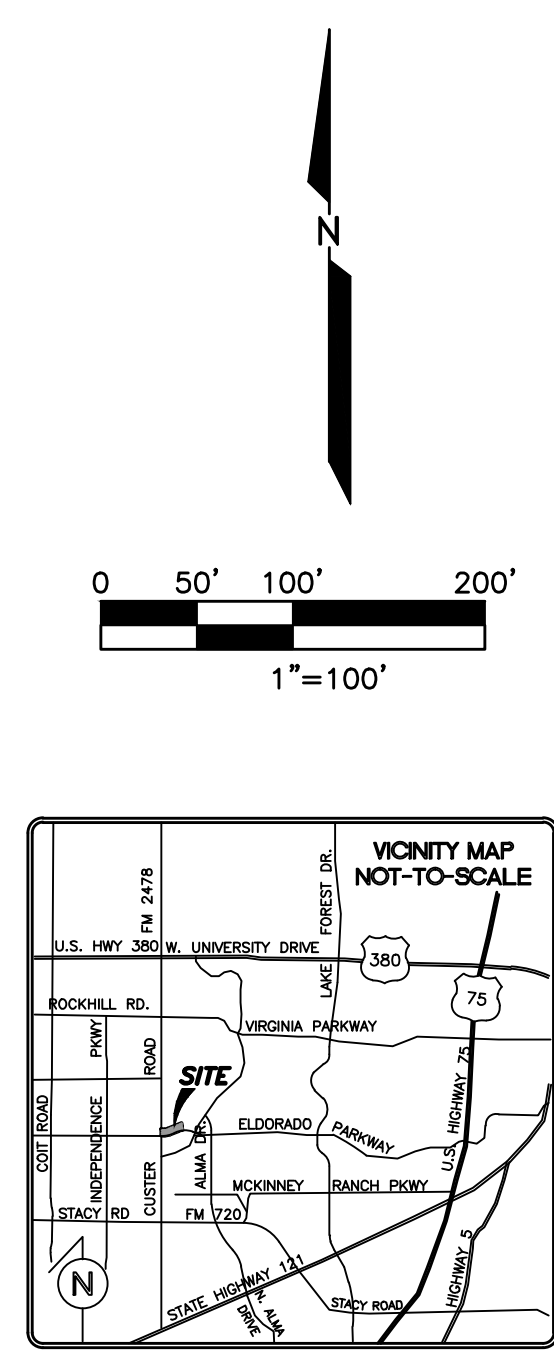 N
0 50' 100' 200'
1"=100'
VICINITY MAP
NOT-TO-SCALE
FM 2478
LAKE FOREST DR.
U.S. HWY 380 W. UNIVERSITY DRIVE
380
75
ROCKHILL RD.
VIRGINIA PARKWAY
INDEPENDENCE PKWY
CUSTER ROAD
SITE
COIT ROAD
ALMA DR.
ELDORADO PARKWAY
U.S. HIGHWAY 75
MCKINNEY RANCH PKWY
STACY RD FM 720
STATE HIGHWAY 121
N. ALMA
DRIVE
STACY ROAD
HIGHWAY 5
N